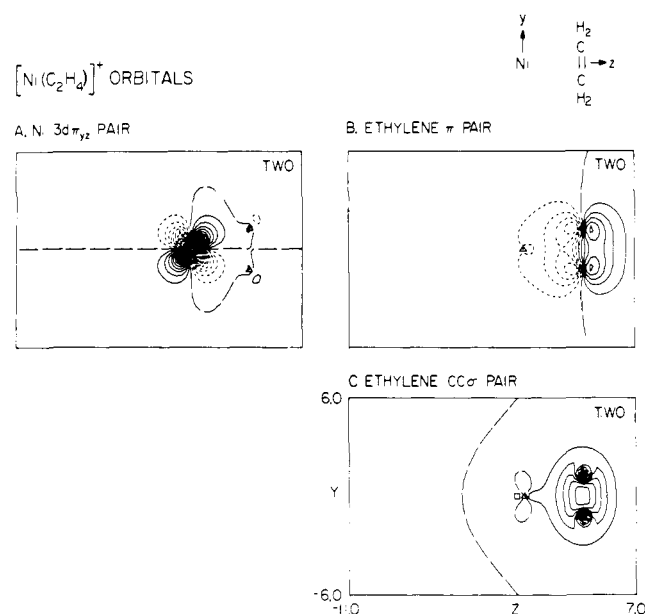 [Ni(C2H4)]+ ORBITALS
y
Ni
H2
C
C
H2
z
A. Ni 3dπyz PAIR
TWO
B. ETHYLENE π PAIR
TWO
C ETHYLENE CCσ PAIR
TWO
6.0
Y
-6.0
-11.0
Z
7.0